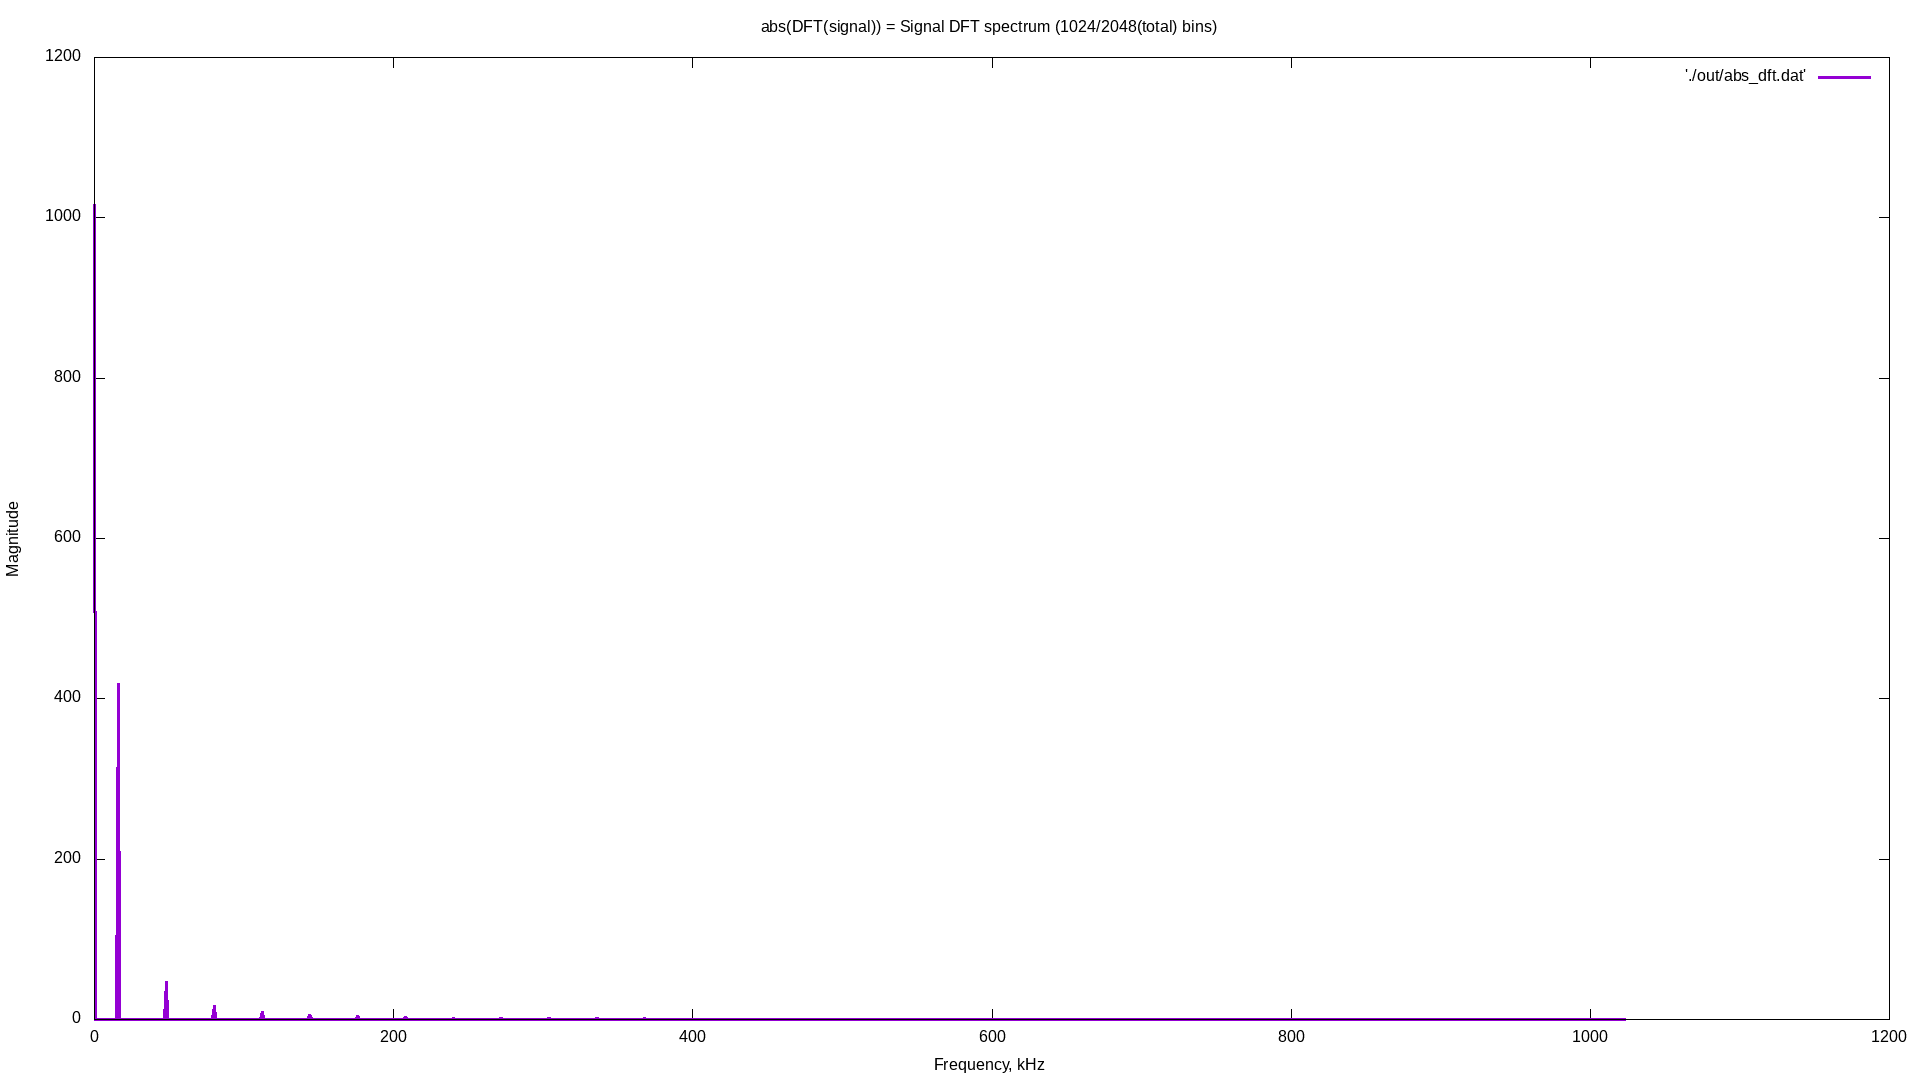 abs(DFT(signal)) = Signal DFT spectrum (1024/2048(total) bins)
'./out/abs_dft.dat'
1200
1000
800
600
400
200
0
Magnitude
0 200 400 600 800 1000 1200
Frequency, kHz